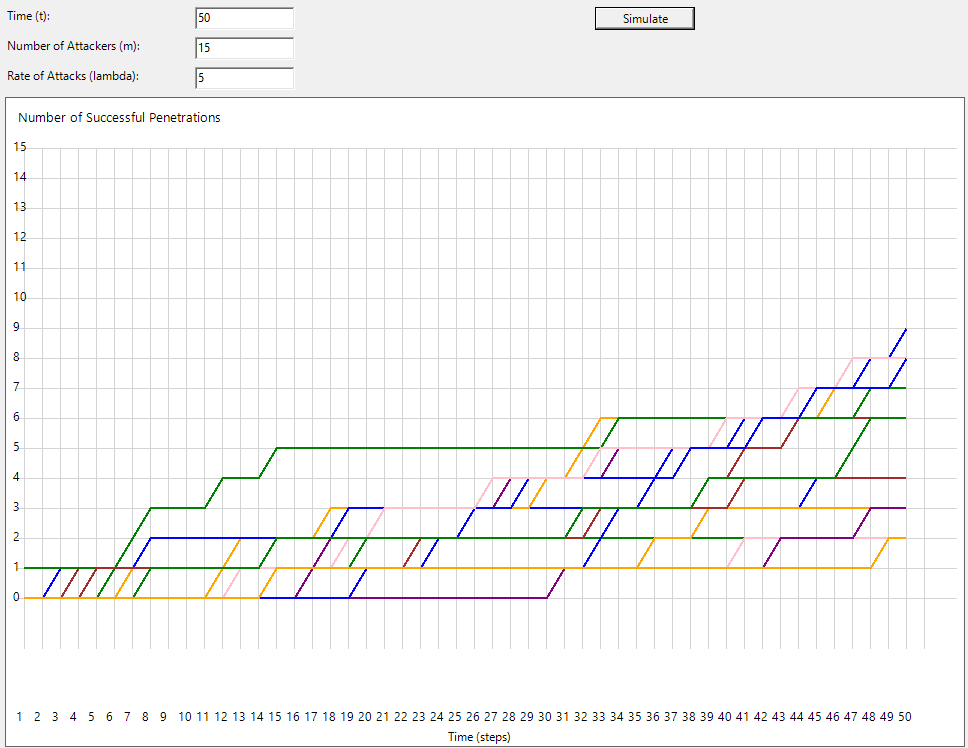 Time (t): 50 Simulate
Number of Attackers (m): 15
Rate of Attacks (lambda): 5
Number of Successful Penetrations
15
14
13
12
11
10
9
8
7
6
5
4
3
2
1
0
1 2 3 4 5 6 7 8 9 10 11 12 13 14 15 16 17 18 19 20 21 22 23 24 25 26 27 28 29 30 31 32 33 34 35 36 37 38 39 40 41 42 43 44 45 46 47 48 49 50
Time (steps)